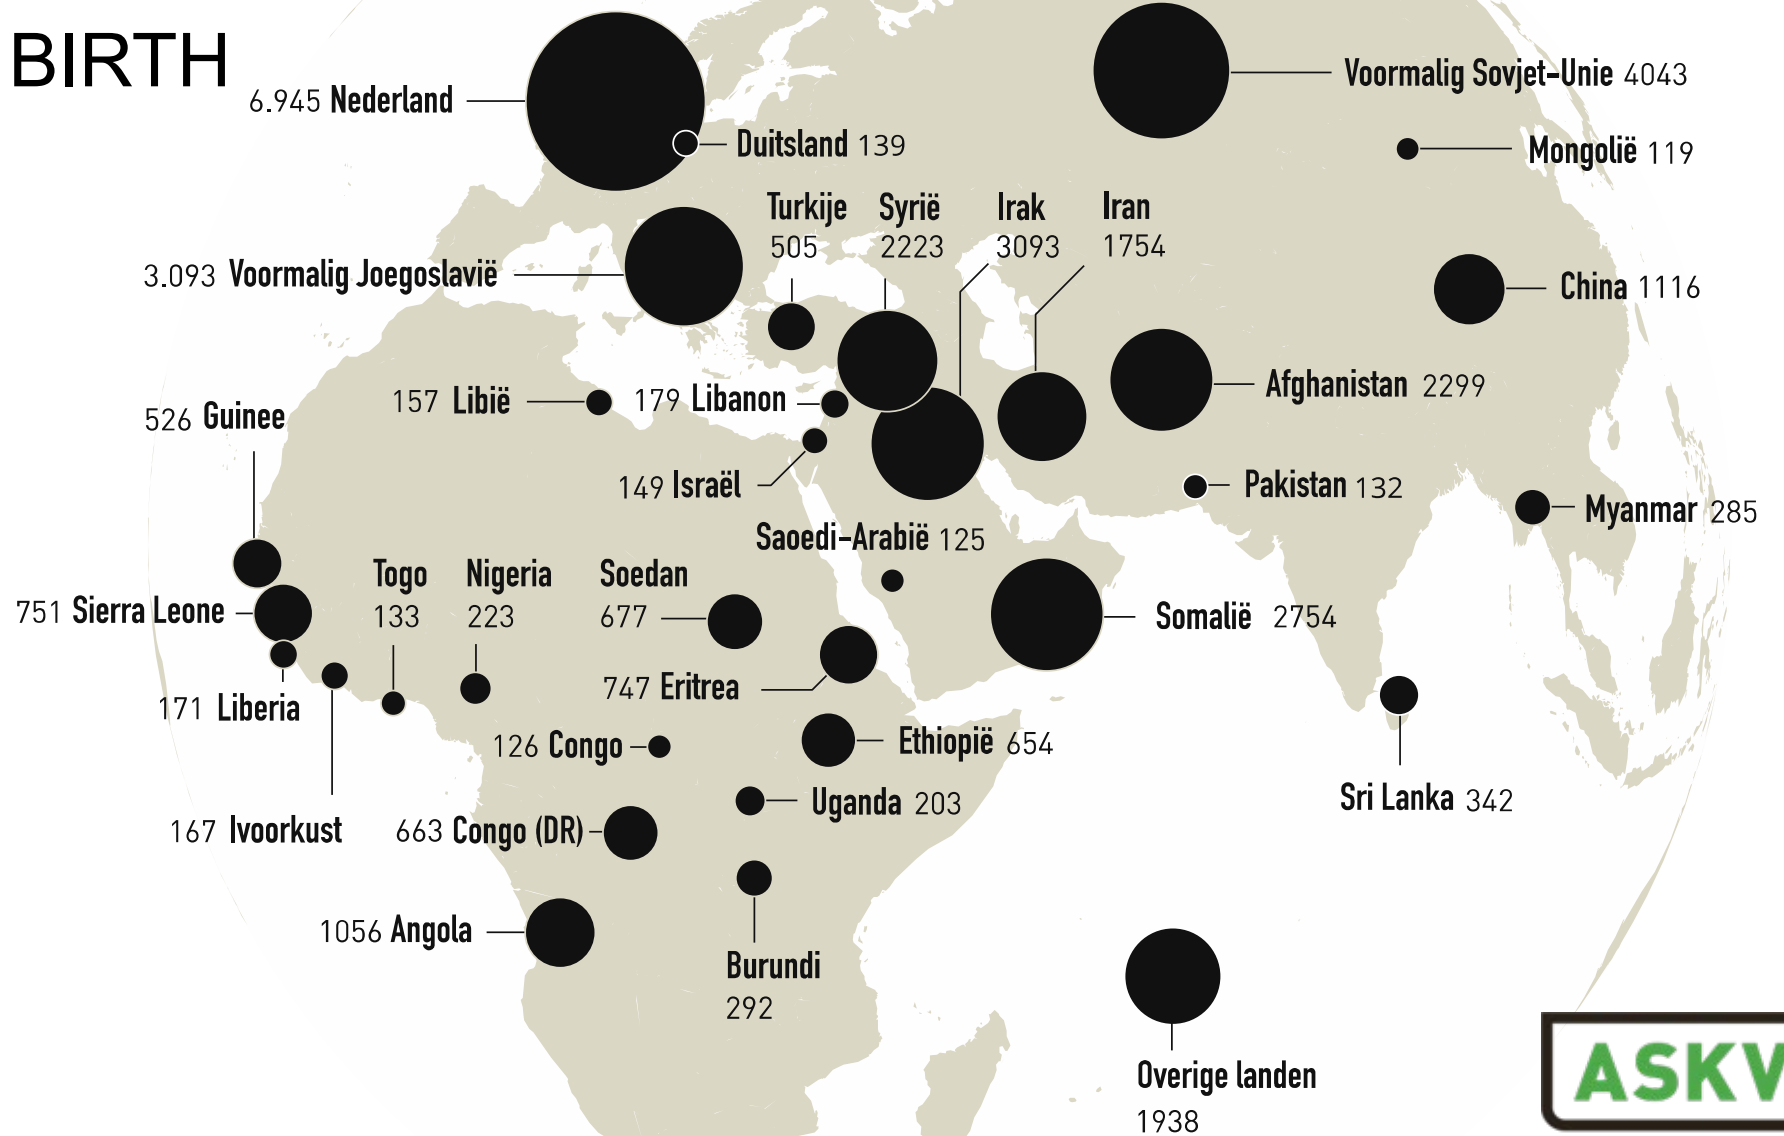 BIRTH
6.945 Nederland
Voormalig Sovjet-Unie 4043
Duitsland 139
Mongolië 119
Turkije
505
Syrië
2223
Irak
3093
Iran
1754
3.093 Voormalig Joegoslavië
China 1116
Afghanistan 2299
157 Libië
179 Libanon
526 Guinee
149 Israël
Pakistan 132
Myanmar 285
Saoedi-Arabië 125
Togo
133
Nigeria
223
Soedan
677
751 Sierra Leone
Somalië 2754
747 Eritrea
171 Liberia
126 Congo
Ethiopië 654
Uganda 203
Sri Lanka 342
167 Ivoorkust
663 Congo (DR)
1056 Angola
Burundi
292
Overige landen
1938
ASKV